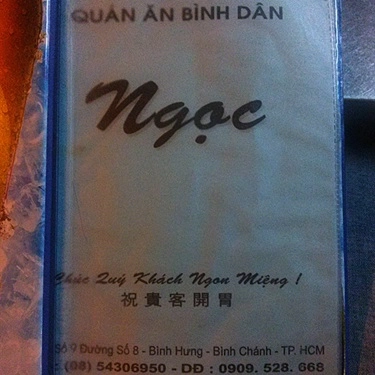 QUÁN ĂN BÌNH DÂN
Ngọc
Chúc Quý Khách Ngon Miệng !
祝貴客開胃
Số 9 Đường Số 8 - Bình Hưng - Bình Chánh - TP. HCM
: (08) 54306950 - DĐ : 0909. 528. 668